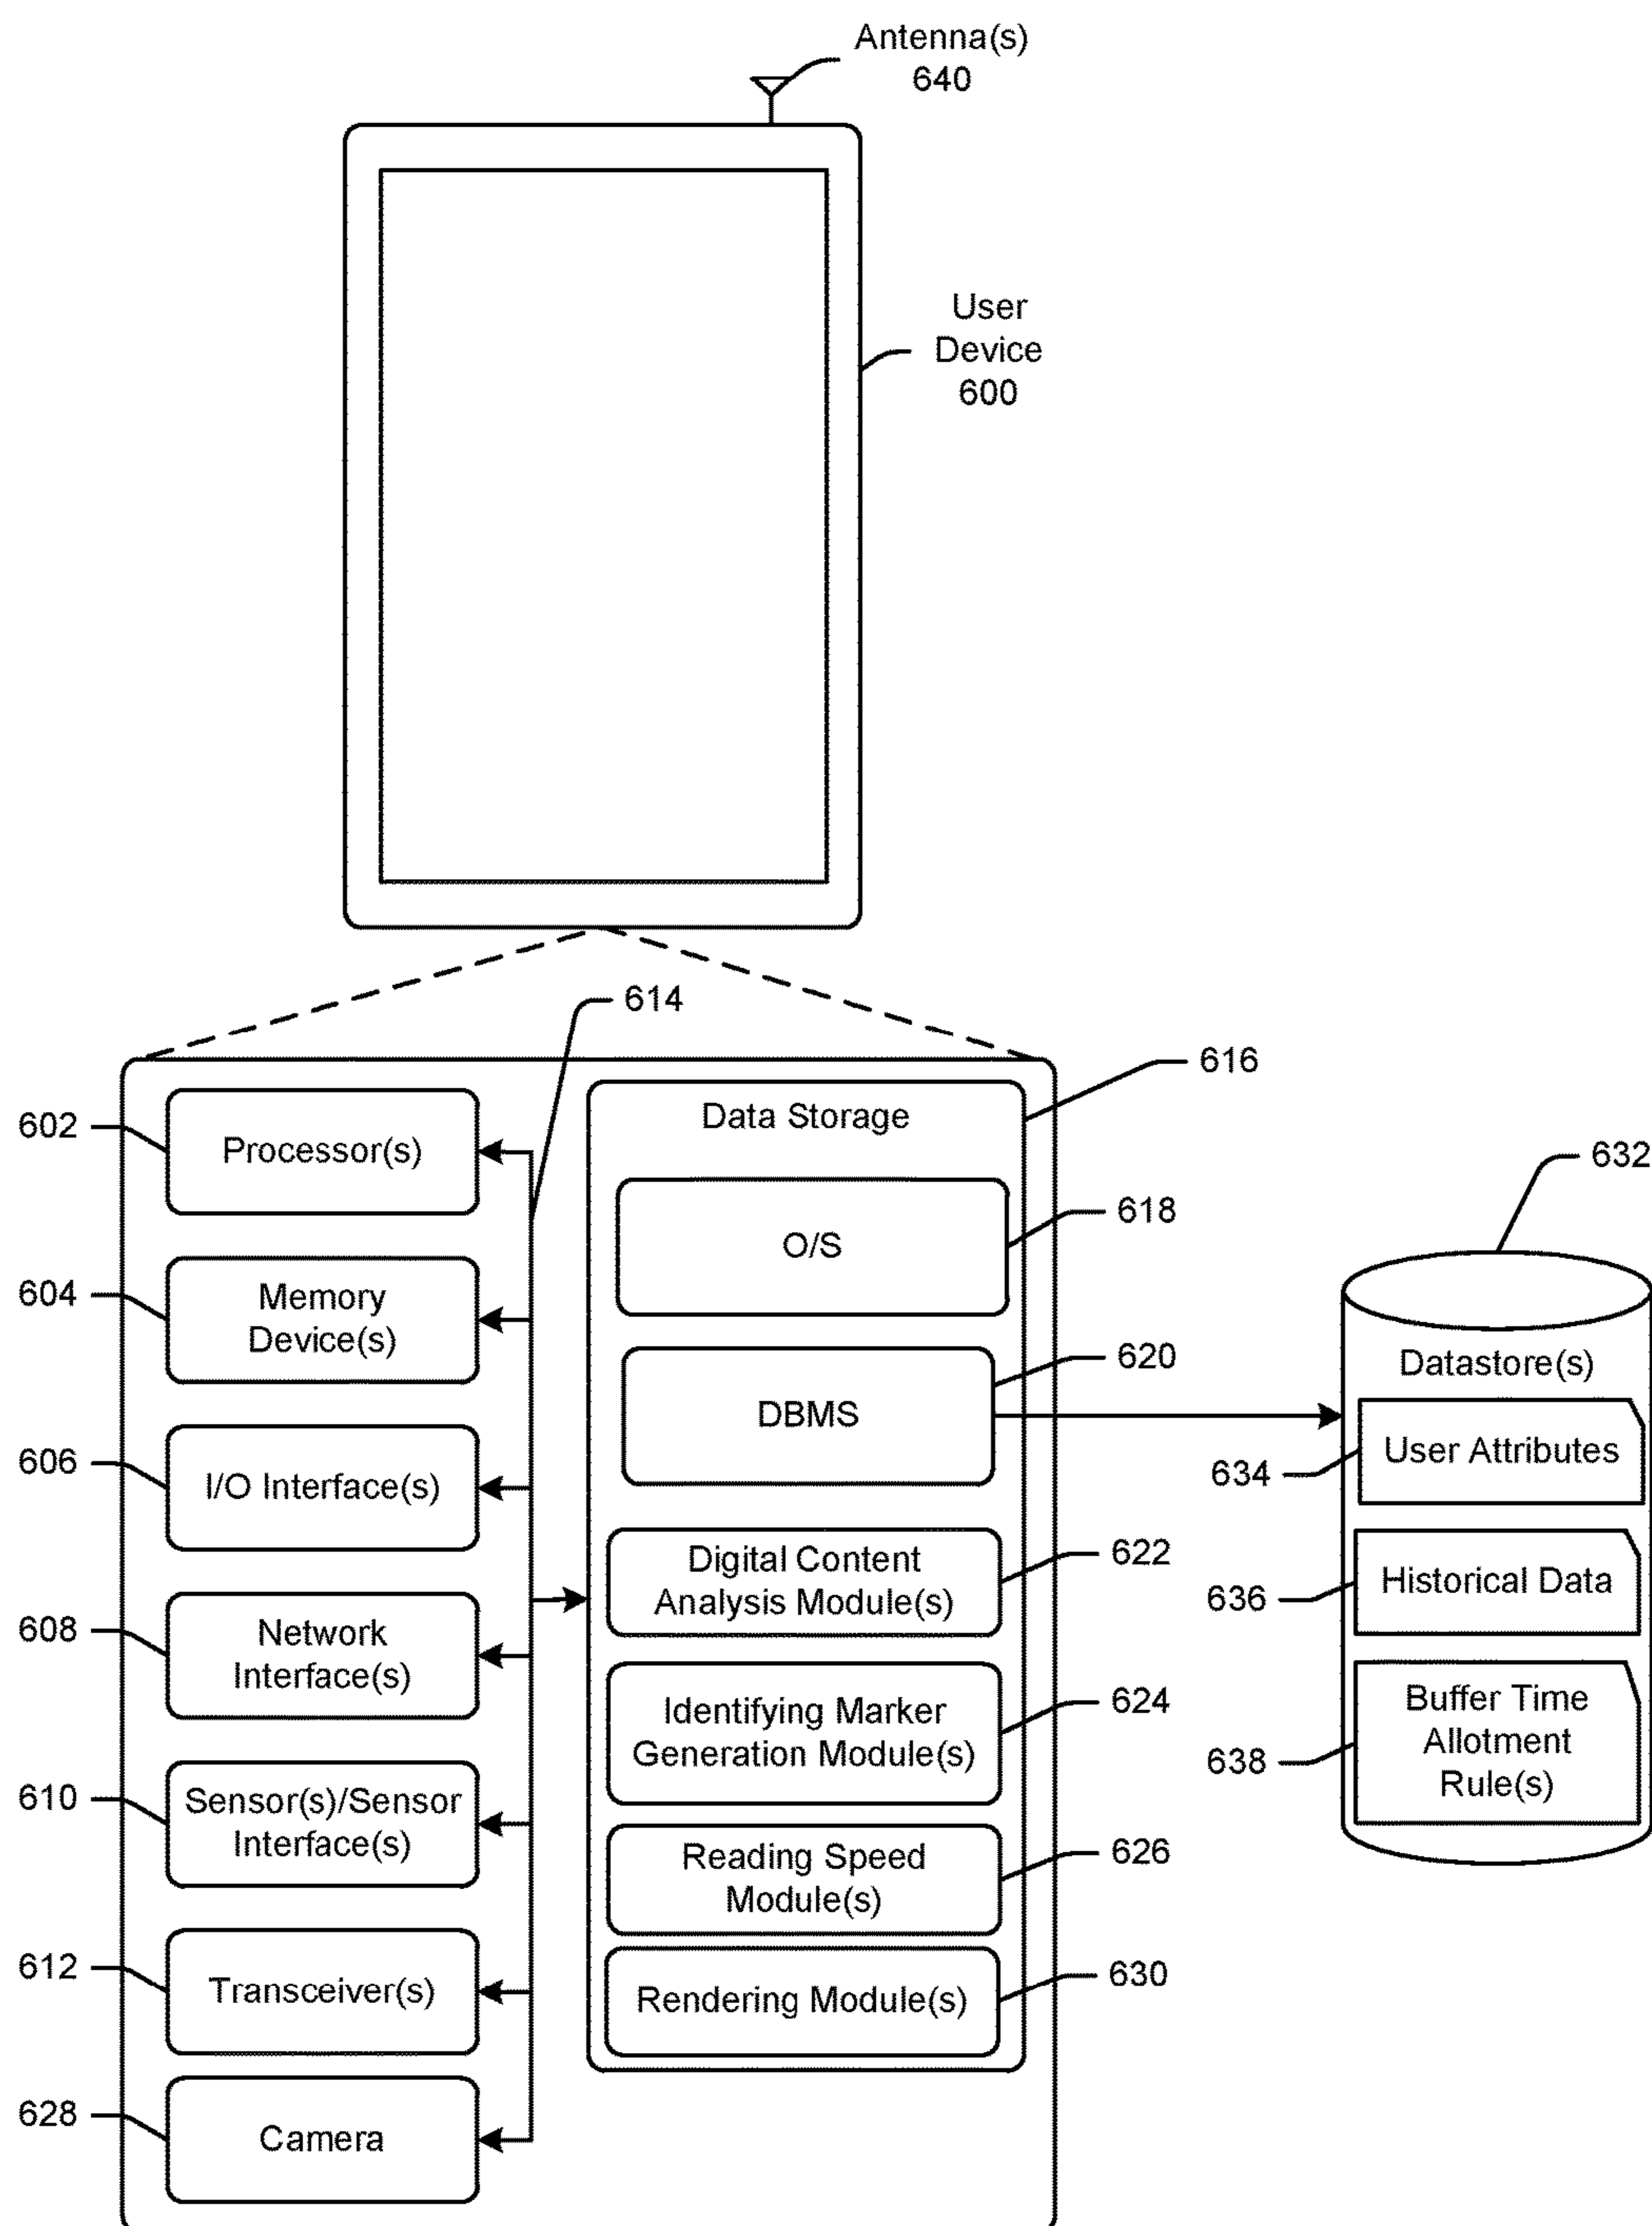 Antenna(s)
640
User
Device
600
614
616
602
Processor(s)
Data Storage
632
618
O/S
604
Memory
Device(s)
620
DBMS
Datastore(s)
634
User Attributes
606
I/O Interface(s)
622
Digital Content
Analysis Module(s)
636
Historical Data
608
Network
Interface(s)
624
Identifying Marker
Generation Module(s)
638
Buffer Time
Allotment
Rule(s)
610
Sensor(s)/Sensor
Interface(s)
626
Reading Speed
Module(s)
612
Transceiver(s)
630
Rendering Module(s)
628
Camera